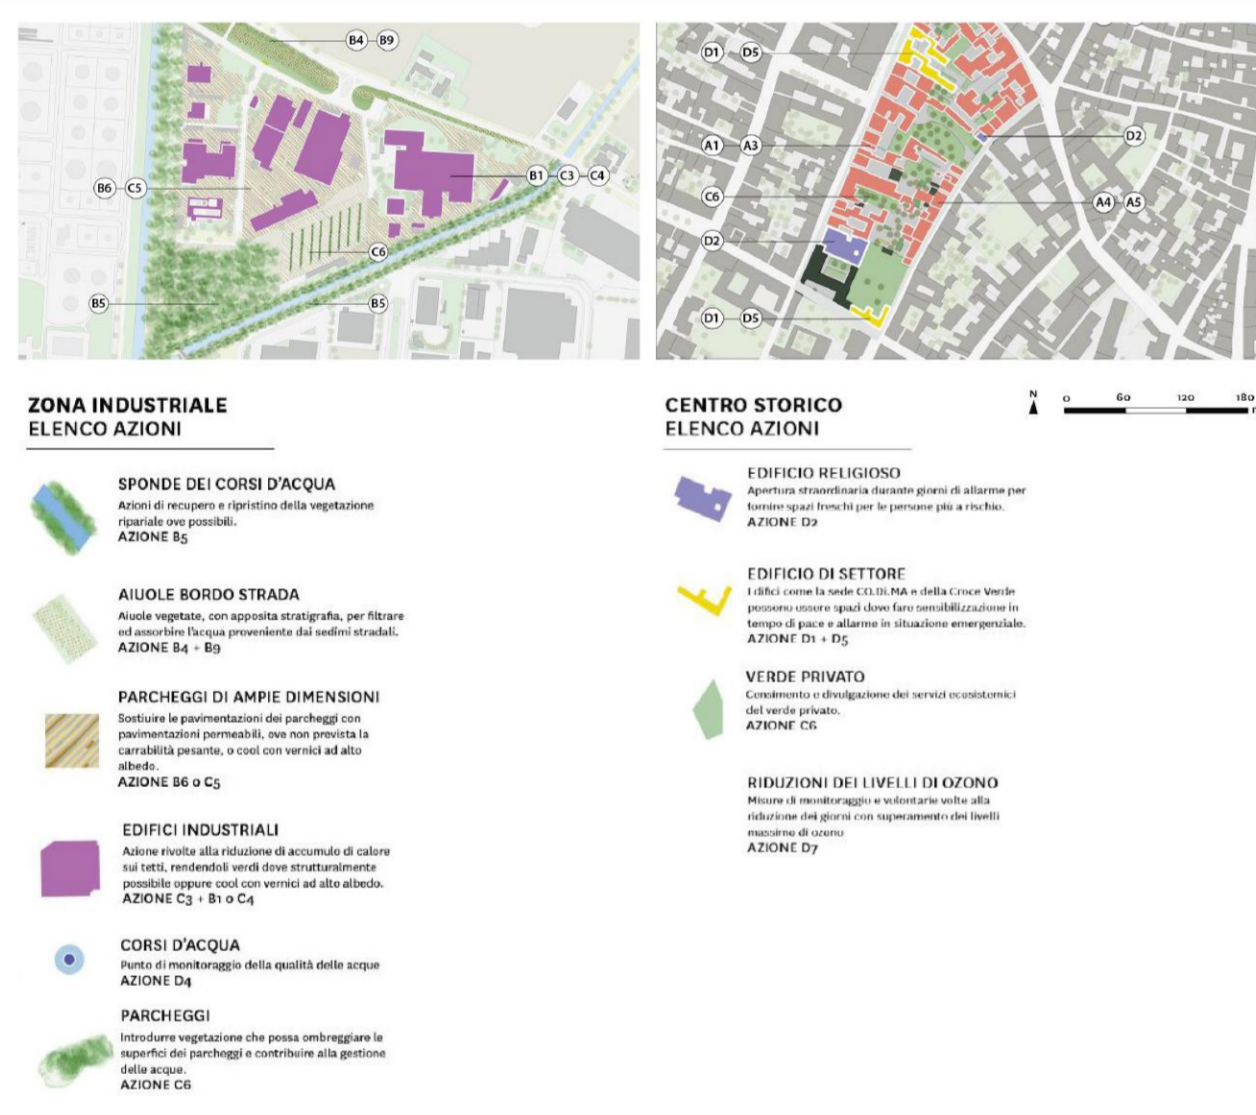 B4 B9
B6 C5
B1 C3 C4
C6
B5
B5
D1 D5
D2
A1 A3
C6
A4 A5
D2
D1 D5
ZONA INDUSTRIALE
ELENCO AZIONI
SPONDE DEI CORSI D'ACQUA
Azioni di recupero e ripristino della vegetazione
ripariale ove possibili.
AZIONE B5
AIUOLE BORDO STRADA
Aiuole vegetate, con apposita stratigrafia, per filtrare
ed assorbire l'acqua proveniente dai sedimi stradali.
AZIONE B4 + B9
PARCHEGGI DI AMPIE DIMENSIONI
Sostiuire le pavimentazioni dei parcheggi con
pavimentazioni permeabili, ove non prevista la
carrabilità pesante, o cool con vernici ad alto
albedo.
AZIONE B6 o C5
EDIFICI INDUSTRIALI
Azione rivolte alla riduzione di accumulo di calore
sui tetti, rendendoli verdi dove strutturalmente
possibile oppure cool con vernici ad alto albedo.
AZIONE C3 + B1 o C4
CORSI D'ACQUA
Punto di monitoraggio della qualità delle acque
AZIONE D4
PARCHEGGI
Introdurre vegetazione che possa ombreggiare le
superfici dei parcheggi e contribuire alla gestione
delle acque.
AZIONE C6
CENTRO STORICO
ELENCO AZIONI
N
0 60 120 180
EDIFICIO RELIGIOSO
Apertura straordinaria durante giorni di allarme per
fornire spazi freschi per le persone più a rischio.
AZIONE D2
EDIFICIO DI SETTORE
I difici come la sede CO.DI.MA e della Croce Verde
possono essere spazi dove fare sensibilizzazione in
tempo di pace e allarme in situazione emergenziale.
AZIONE D1 + D5
VERDE PRIVATO
Censimento e divulgazione dei servizi ecosistemici
del verde privato.
AZIONE C6
RIDUZIONI DEI LIVELLI DI OZONO
Misure di monitoraggio e volontarie volte alla
riduzione dei giorni con superamento dei livelli
massimo di ozono
AZIONE D7